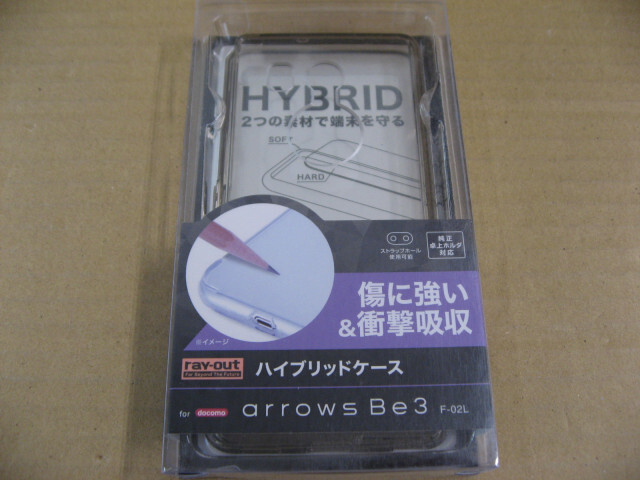 HYBRID
2つの素材で端末を守る
SOFT
HARD
ストラップホール
使用可能
純正
卓上ホルダ
対応
傷に強い
&衝撃吸収
※イメージ
ray-out
Far Beyond The Future
ハイブリッドケース
for docomo arrows Be3 F-02L